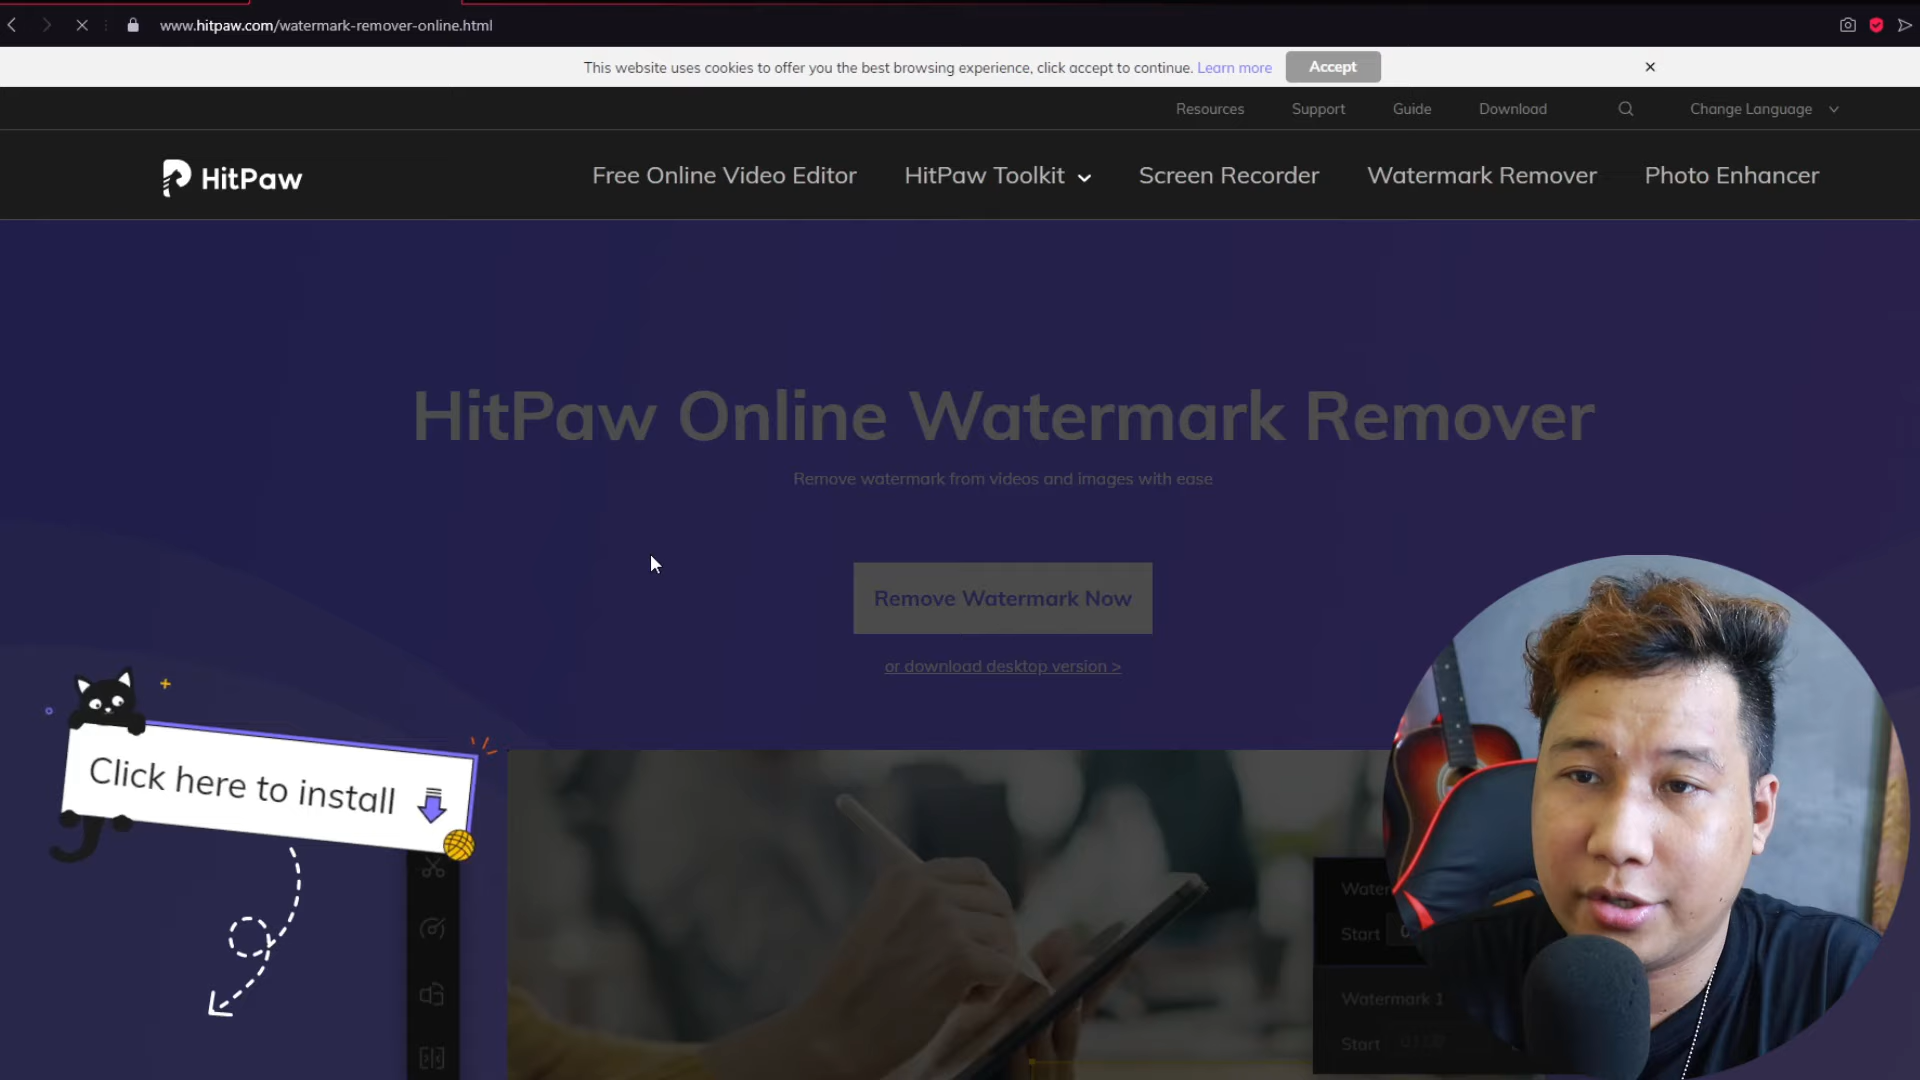 www.hitpaw.com/watermark-remover-online.html
This website uses cookies to offer you the best browsing experience, click accept to continue. Learn more
Accept
Resources
Support
Guide
Download
Change Language
HitPaw
Free Online Video Editor
HitPaw Toolkit
Screen Recorder
Watermark Remover
Photo Enhancer
HitPaw Online Watermark Remover
Remove watermark from videos and images with ease
Remove Watermark Now
or download desktop version >
Click here to install
Start
Watermark 1
Start